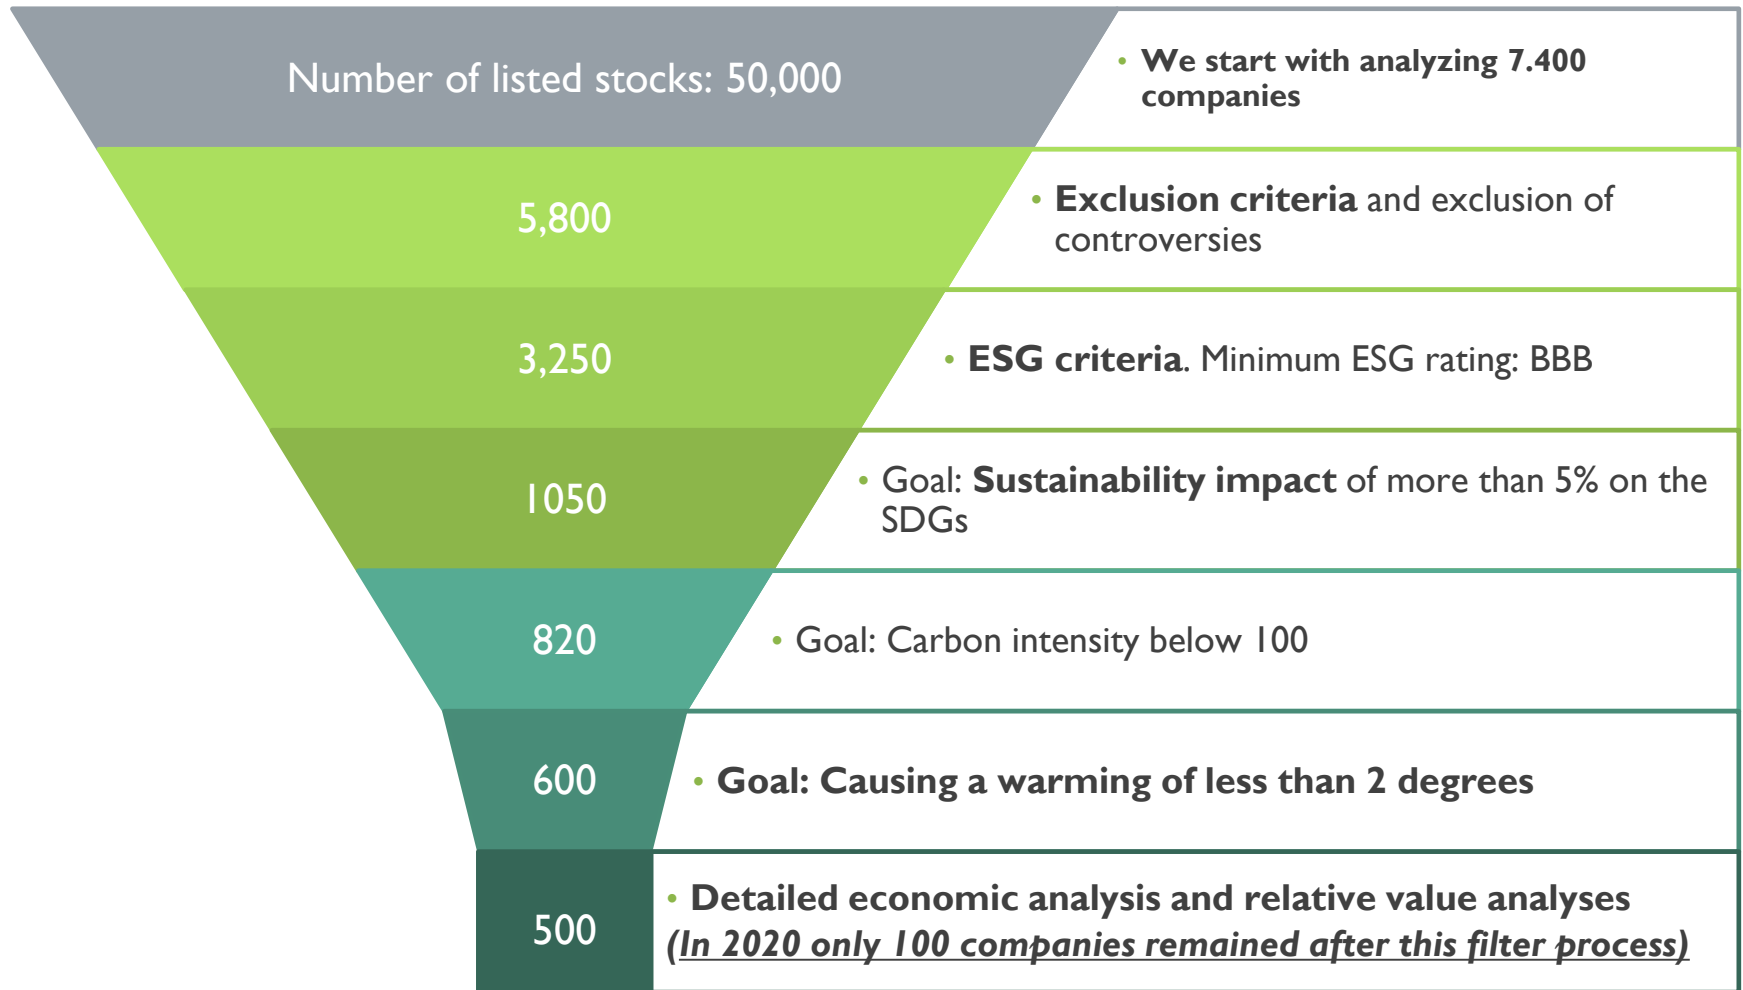 Number of listed stocks: 50,000
• We start with analyzing 7.400
companies
5,800
• Exclusion criteria and exclusion of
controversies
3,250
• ESG criteria. Minimum ESG rating: BBB
1050
• Goal: Sustainability impact of more than 5% on the
SDGs
820
• Goal: Carbon intensity below 100
600
• Goal: Causing a warming of less than 2 degrees
500
• Detailed economic analysis and relative value analyses
(In 2020 only 100 companies remained after this filter process)